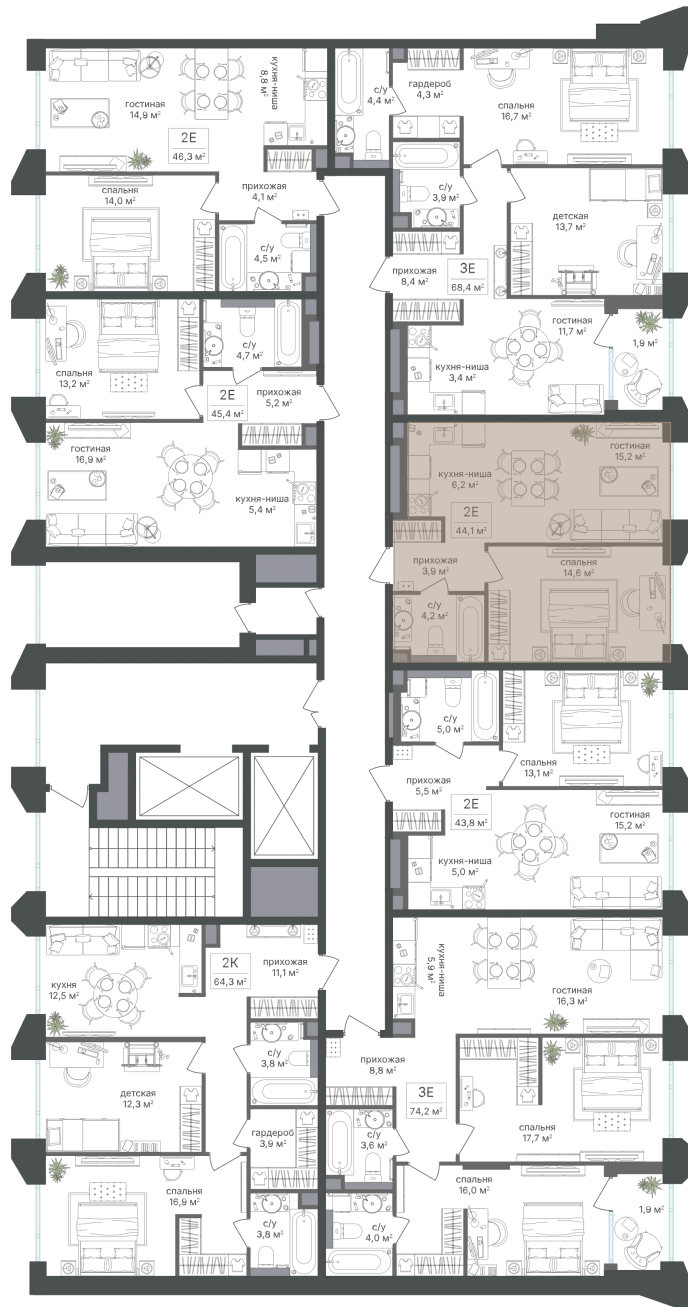 гостиная
14,9 м²
кухня-ниша
8,8 м²
2Е
46,3 м²
спальня
14,0 м²
прихожая
4,1 м²
с/у
4,5 м²
с/у
4,4 м²
гардероб
4,3 м²
спальня
16,7 м²
с/у
3,9 м²
детская
13,7 м²
прихожая
8,4 м²
3Е
68,4 м²
гостиная
11,7 м²
1,9 м²
кухня-ниша
3,4 м²
спальня
13,2 м²
с/у
4,7 м²
2Е
45,4 м²
прихожая
5,2 м²
гостиная
16,9 м²
кухня-ниша
5,4 м²
кухня-ниша
6,2 м²
гостиная
15,2 м²
2Е
44,1 м²
прихожая
3,9 м²
спальня
14,6 м²
с/у
4,2 м²
с/у
5,0 м²
спальня
13,1 м²
прихожая
5,5 м²
2Е
43,8 м²
гостиная
15,2 м²
кухня-ниша
5,0 м²
кухня
12,5 м²
2К
64,3 м²
прихожая
11,1 м²
с/у
3,8 м²
детская
12,3 м²
гардероб
3,9 м²
спальня
16,9 м²
с/у
3,8 м²
кухня-ниша
5,9 м²
гостиная
16,3 м²
прихожая
8,8 м²
3Е
74,2 м²
спальня
17,7 м²
с/у
3,6 м²
спальня
16,0 м²
с/у
4,0 м²
1,9 м²